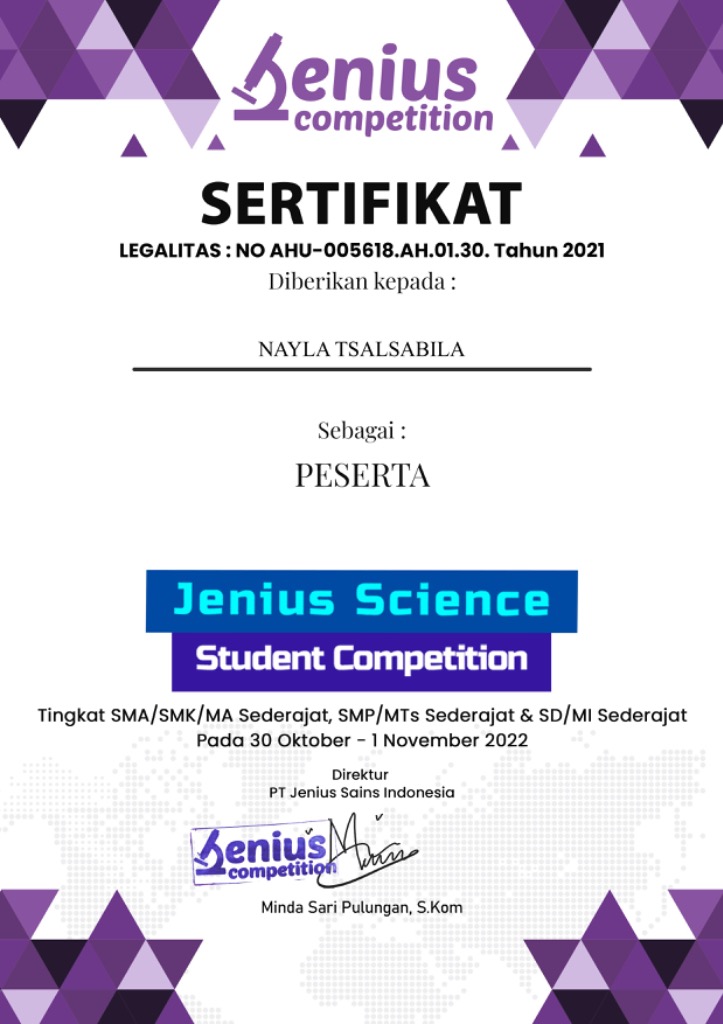 Jenius
competition
SERTIFIKAT
LEGALITAS : NO AHU-005618.AH.01.30. Tahun 2021
Diberikan kepada :
NAYLA TSALSABILA
Sebagai :
PESERTA
Jenius Science
Student Competition
Tingkat SMA/SMK/MA Sederajat, SMP/MTs Sederajat & SD/MI Sederajat
Pada 30 Oktober - 1 November 2022
Direktur
PT Jenius Sains Indonesia
Jenius
competition
Minda Sari Pulungan, S.Kom